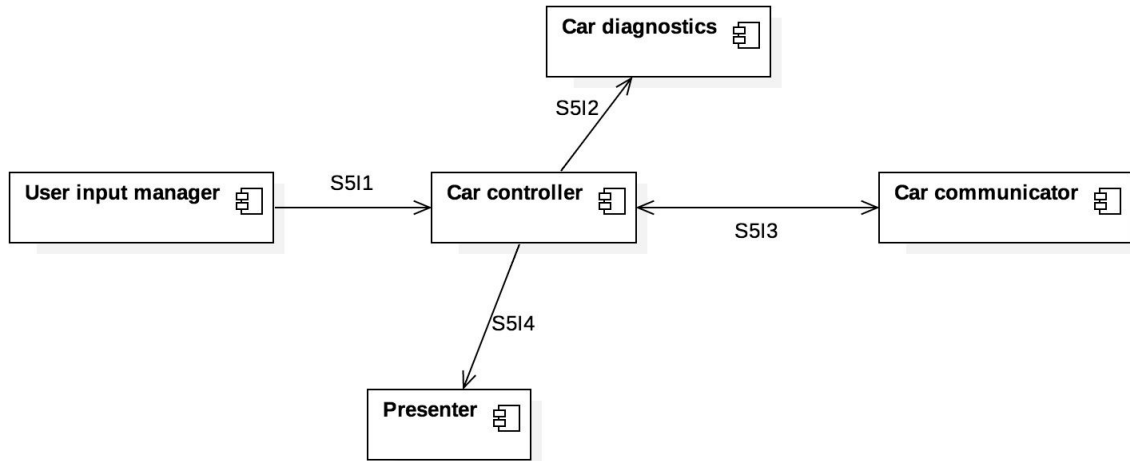 Car diagnostics
S5I2
User input manager
S5I1
Car controller
Car communicator
S5I3
S5I4
Presenter